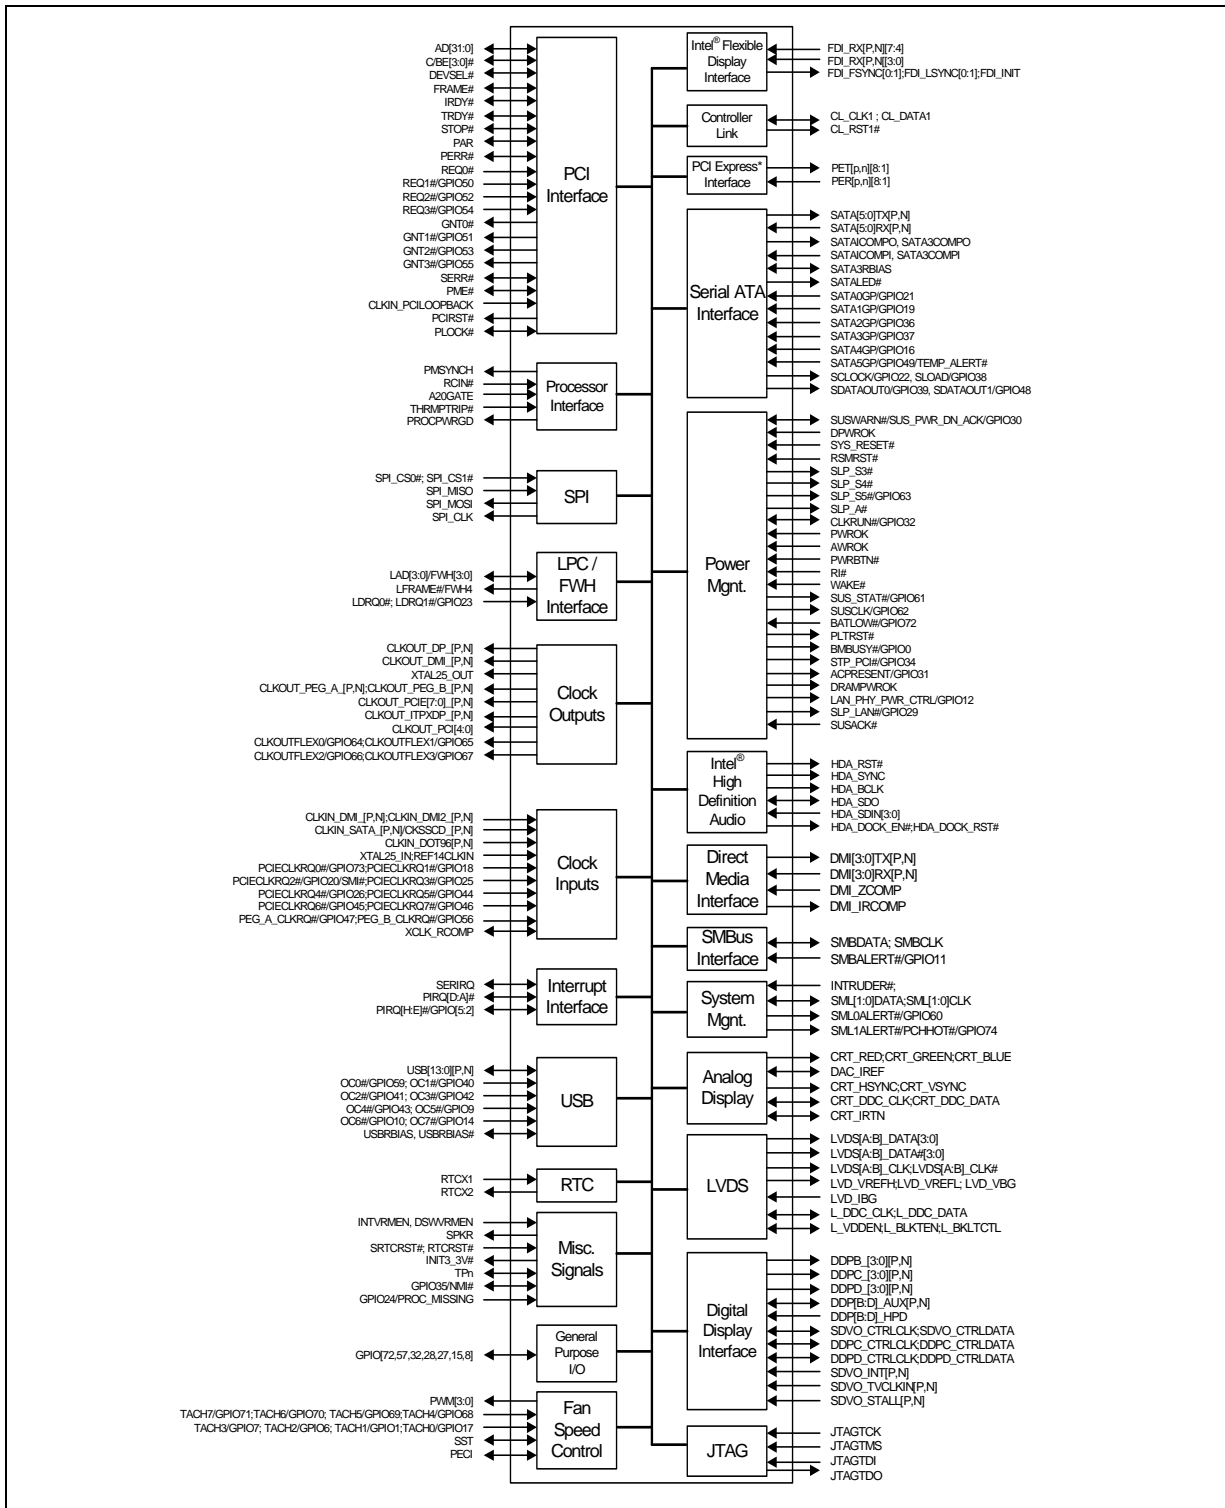 AD[31:0]
C/BE[3:0]#
DEVSEL#
FRAME#
IRDY#
TRDY#
STOP#
PAR
PERR#
REQ0#
REQ1#/GPIO50
REQ2#/GPIO52
REQ3#/GPIO54
GNT0#
GNT1#/GPIO51
GNT2#/GPIO53
GNT3#/GPIO55
SERR#
PME#
CLKIN_PCILOOPBACK
PCIRST#
PLOCK#
PCI
Interface
PMSYNCH
RCIN#
A20GATE
THRMPTRIP#
PROCPWRGD
Processor
Interface
SPI_CS0#; SPI_CS1#
SPI_MISO
SPI_MOSI
SPI_CLK
SPI
LAD[3:0]/FWH[3:0]
LFRAME#/FWH4
LDRQ0#; LDRQ1#/GPIO23
LPC /
FWH
Interface
CLKOUT_DP_[P,N]
CLKOUT_DMI_[P,N]
XTAL25_OUT
CLKOUT_PEG_A_[P,N];CLKOUT_PEG_B_[P,N]
CLKOUT_PCIE[7:0]_[P,N]
CLKOUT_ITPXDP_[P,N]
CLKOUT_PCI[4:0]
CLKOUTFLEX0/GPIO64;CLKOUTFLEX1/GPIO65
CLKOUTFLEX2/GPIO66;CLKOUTFLEX3/GPIO67
Clock
Outputs
CLKIN_DMI_[P,N];CLKIN_DMI2_[P,N]
CLKIN_SATA_[P,N]/CKSSCD_[P,N]
CLKIN_DOT96[P,N]
XTAL25_IN;REF14CLKIN
PCIECLKRQ0#/GPIO73;PCIECLKRQ1#/GPIO18
PCIECLKRQ2#/GPIO20/SMI#;PCIECLKRQ3#/GPIO25
PCIECLKRQ4#/GPIO26;PCIECLKRQ5#/GPIO44
PCIECLKRQ6#/GPIO45;PCIECLKRQ7#/GPIO46
PEG_A_CLKRQ#/GPIO47;PEG_B_CLKRQ#/GPIO56
XCLK_RCOMP
Clock
Inputs
SERIRQ
PIRQ[D:A]#
PIRQ[H:E]#/GPIO[5:2]
Interrupt
Interface
USB[13:0][P,N]
OC0#/GPIO59; OC1#/GPIO40
OC2#/GPIO41; OC3#/GPIO42
OC4#/GPIO43; OC5#/GPIO9
OC6#/GPIO10; OC7#/GPIO14
USBRBIAS, USBRBIAS#
USB
RTCX1
RTCX2
RTC
INTVRMEN, DSWVRMEN
SPKR
SRTCRST#; RTCRST#
INIT3_3V#
TPn
GPIO35/NMI#
GPIO24/PROC_MISSING
Misc.
Signals
GPIO[72,57,32,28,27,15,8]
General
Purpose
I/O
PWM[3:0]
TACH7/GPIO71;TACH6/GPIO70; TACH5/GPIO69;TACH4/GPIO68
TACH3/GPIO7; TACH2/GPIO6; TACH1/GPIO1;TACH0/GPIO17
SST
PECI
Fan
Speed
Control
Intel® Flexible
Display
Interface
FDI_RX[P,N][7:4]
FDI_RX[P,N][[3:0]
FDI_FSYNC[0:1];FDI_LSYNC[0:1];FDI_INIT
Controller
Link
CL_CLK1 ; CL_DATA1
CL_RST1#
PCI Express*
Interface
PET[p,n][8:1]
PER[p,n][8:1]
Serial ATA
Interface
SATA[5:0]TX[P,N]
SATA[5:0]RX[P,N]
SATAICOMPO, SATA3COMPO
SATAICOMPI, SATA3COMPI
SATA3RBIAS
SATALED#
SATA0GP/GPIO21
SATA1GP/GPIO19
SATA2GP/GPIO36
SATA3GP/GPIO37
SATA4GP/GPIO16
SATA5GP/GPIO49/TEMP_ALERT#
SCLOCK/GPIO22, SLOAD/GPIO38
SDATAOUT0/GPIO39, SDATAOUT1/GPIO48
Power
Mgnt.
SUSWARN#/SUS_PWR_DN_ACK/GPIO30
DPWROK
SYS_RESET#
RSMRST#
SLP_S3#
SLP_S4#
SLP_S5#/GPIO63
SLP_A#
CLKRUN#/GPIO32
PWROK
AWROK
PWRBTN#
RI#
WAKE#
SUS_STAT#/GPIO61
SUSCLK/GPIO62
BATLOW#/GPIO72
PLTRST#
BMBUSY#/GPIO0
STP_PCI#/GPIO34
ACPRESENT/GPIO31
DRAMPWROK
LAN_PHY_PWR_CTRL/GPIO12
SLP_LAN#/GPIO29
SUSACK#
Intel®
High
Definition
Audio
HDA_RST#
HDA_SYNC
HDA_BCLK
HDA_SDO
HDA_SDIN[3:0]
HDA_DOCK_EN#;HDA_DOCK_RST#
Direct
Media
Interface
DMI[3:0]TX[P,N]
DMI[3:0]RX[P,N]
DMI_ZCOMP
DMI_IRCOMP
SMBus
Interface
SMBDATA; SMBCLK
SMBALERT#/GPIO11
System
Mgnt.
INTRUDER#;
SML[1:0]DATA;SML[1:0]CLK
SML0ALERT#/GPIO60
SML1ALERT#/PCHHOT#/GPIO74
Analog
Display
CRT_RED;CRT_GREEN;CRT_BLUE
DAC_IREF
CRT_HSYNC;CRT_VSYNC
CRT_DDC_CLK;CRT_DDC_DATA
CRT_IRTN
LVDS
LVDS[A:B]_DATA[3:0]
LVDS[A:B]_DATA#[3:0]
LVDS[A:B]_CLK;LVDS[A:B]_CLK#
LVD_VREFH;LVD_VREFL; LVD_VBG
LVD_IBG
L_DDC_CLK;L_DDC_DATA
L_VDDEN;L_BLKTEN;L_BKLTCTL
Digital
Display
Interface
DDPB_[3:0][P,N]
DDPC_[3:0][P,N]
DDPD_[3:0][P,N]
DDP[B:D]_AUX[P,N]
DDP[B:D]_HPD
SDVO_CTRLCLK;SDVO_CTRLDATA
DDPC_CTRLCLK;DDPC_CTRLDATA
DDPD_CTRLCLK;DDPD_CTRLDATA
SDVO_INT[P,N]
SDVO_TVCLKIN[P,N]
SDVO_STALL[P,N]
JTAG
JTAGTCK
JTAGTMS
JTAGTDI
JTAGTDO